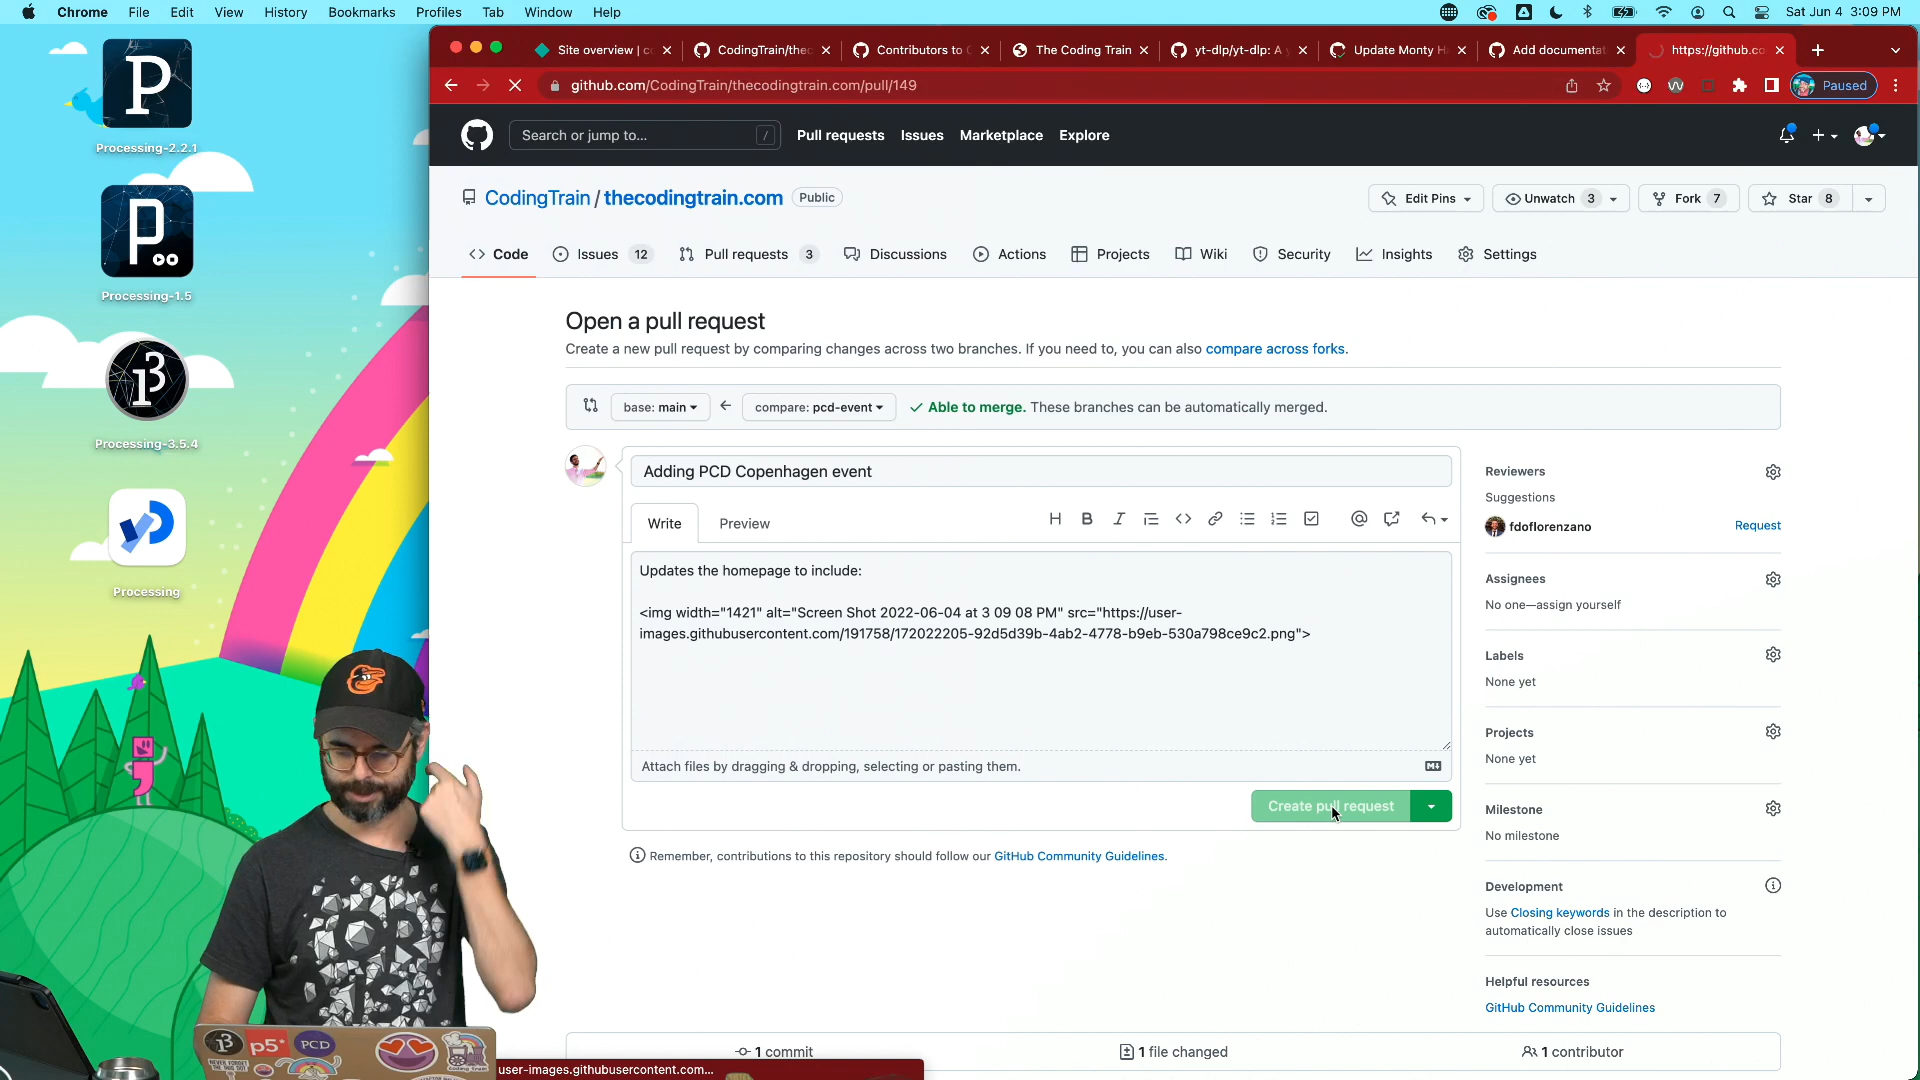 Chrome File Edit View History Bookmarks Profiles Tab Window Help Sat Jun 4 3:09 PM
Site overview | c CodingTrain/the Contributors to The Coding Train yt-dlp/yt-dlp: A Update Monty H Add documentat https://github.co
github.com/CodingTrain/thecodingtrain.com/pull/149 Paused
Search or jump to... / Pull requests Issues Marketplace Explore
CodingTrain / thecodingtrain.com Public Edit Pins Unwatch 3 Fork 7 Star 8
Code Issues 12 Pull requests 3 Discussions Actions Projects Wiki Security Insights Settings
Open a pull request
Create a new pull request by comparing changes across two branches. If you need to, you can also compare across forks.
base: main compare: pcd-event Able to merge. These branches can be automatically merged.
Adding PCD Copenhagen event
Write Preview H B I
Updates the homepage to include:
<img width="1421" alt="Screen Shot 2022-06-04 at 3 09 08 PM" src="https://user-
images.githubusercontent.com/191758/172022205-92d5d39b-4ab2-4778-b9eb-530a798ce9c2.png">
Attach files by dragging & dropping, selecting or pasting them.
Create pull request
Remember, contributions to this repository should follow our GitHub Community Guidelines.
Reviewers
Suggestions
fdoflorenzano Request
Assignees
No one—assign yourself
Labels
None yet
Projects
None yet
Milestone
No milestone
Development
Use Closing keywords in the description to
automatically close issues
Helpful resources
GitHub Community Guidelines
1 commit 1 file changed 1 contributor
user-images.githubusercontent.com...
P
Processing-2.2.1
P
Processing-1.5
3
Processing-3.5.4
Processing
3 p5* PCD
NEVER FORGET
coding train